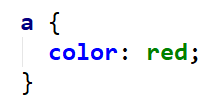 a {
  color: red;
}